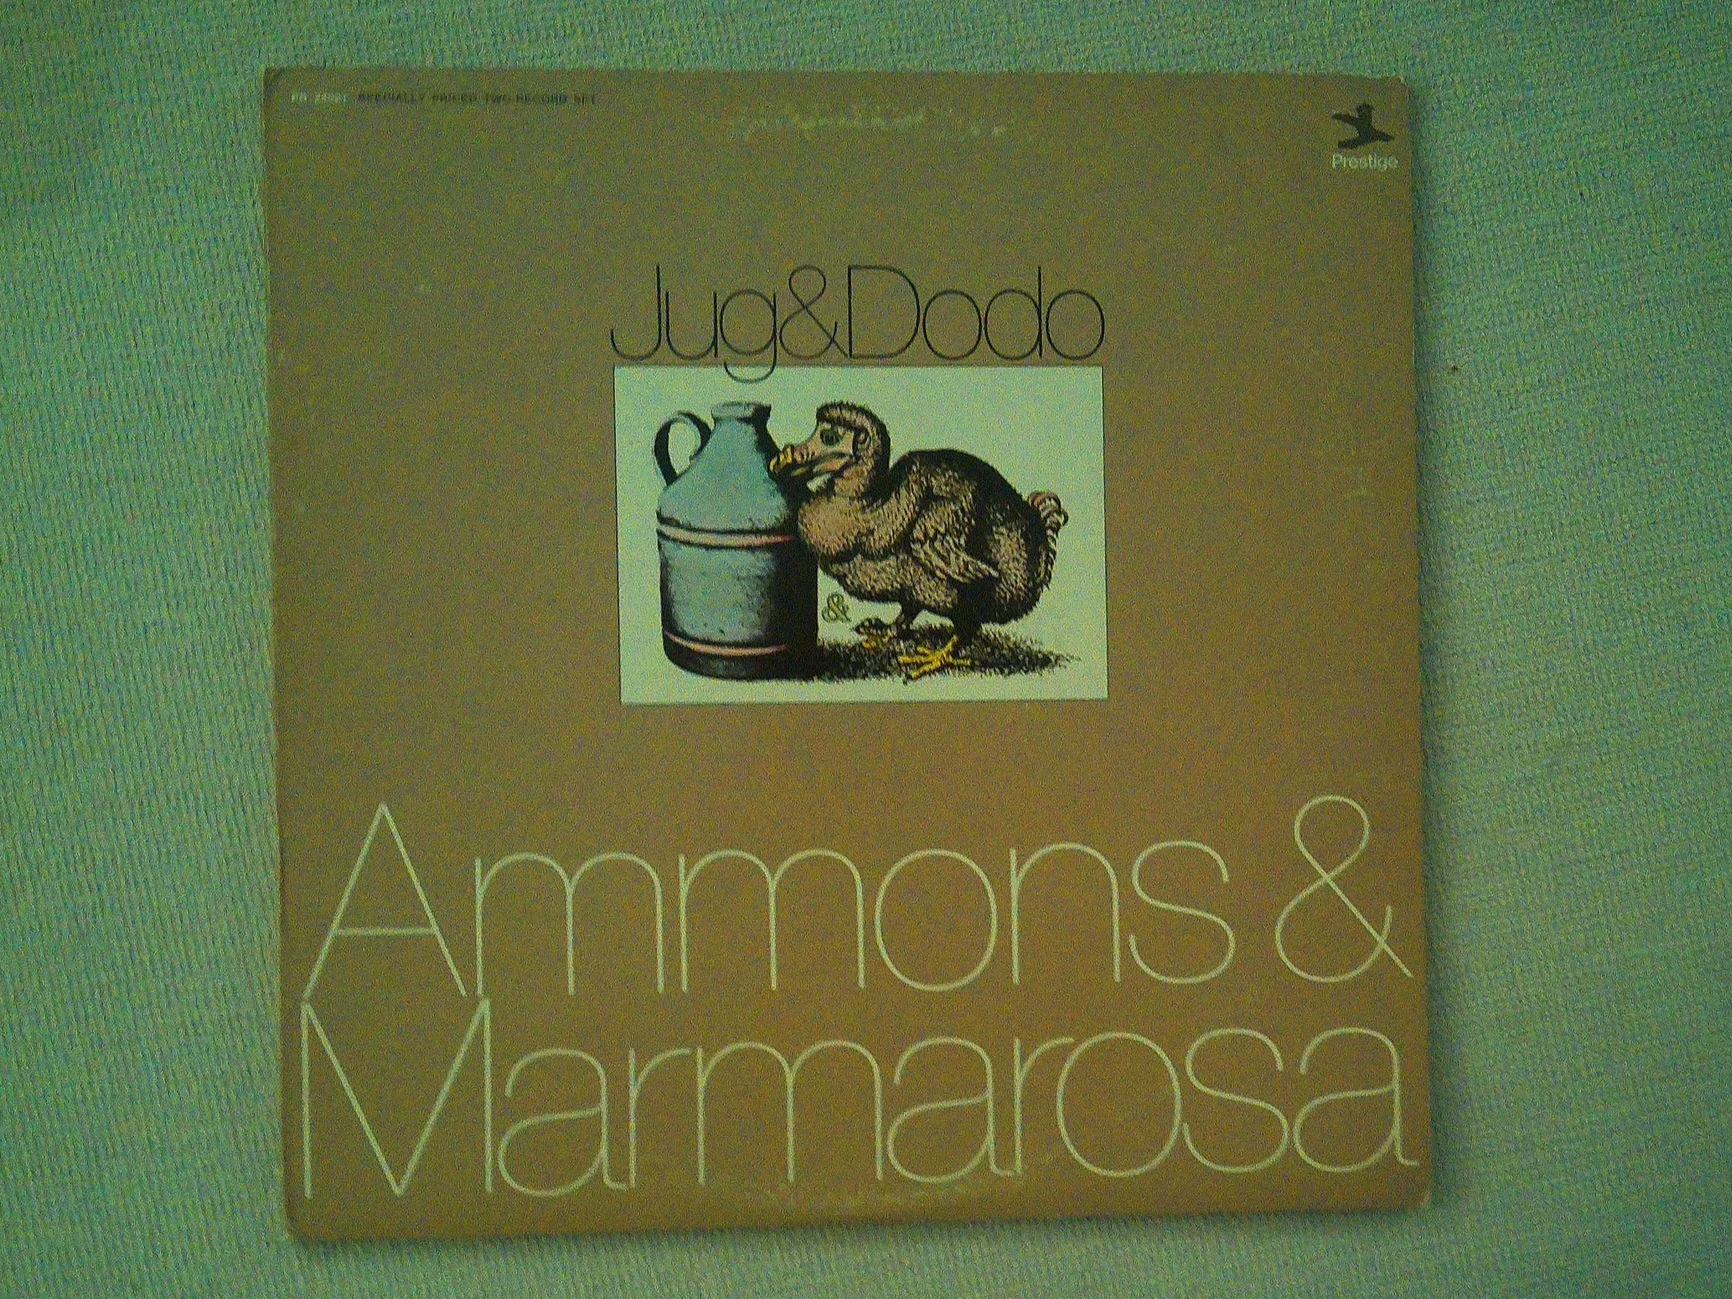 SPECIALLY PRICED TWO-RECORD SET
Prestige
Jug&Dodo
&
Ammons &
Marmarosa